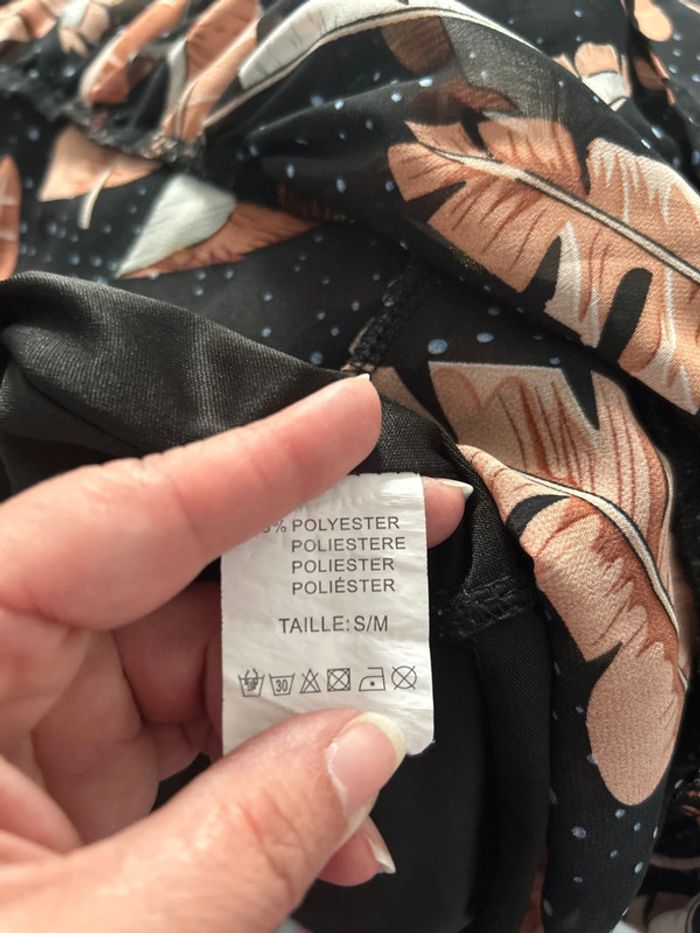 % POLYESTER
POLIESTERE
POLIESTER
POLIÉSTER
TAILLE: S/M
30